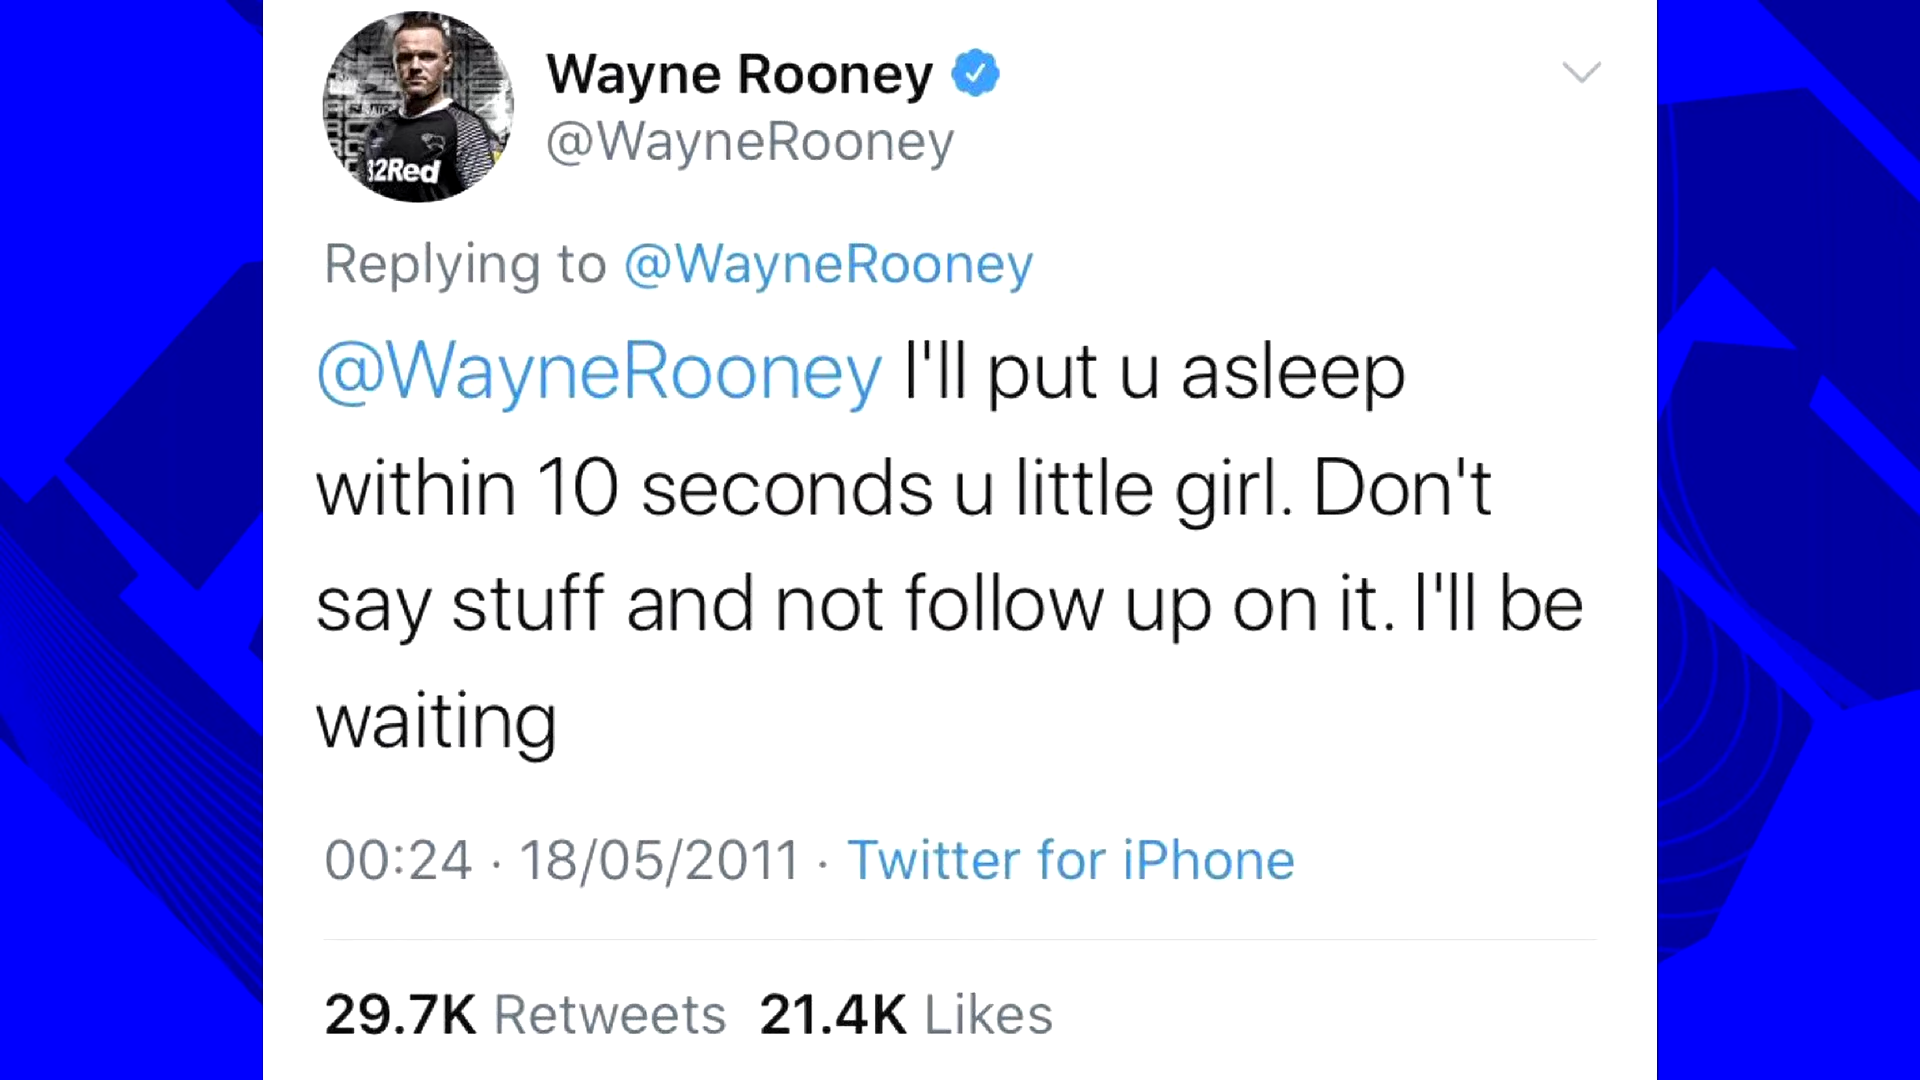 Wayne Rooney
@WayneRooney
32Red
Replying to @WayneRooney
@WayneRooney I'll put u asleep
within 10 seconds u little girl. Don't
say stuff and not follow up on it. I'll be
waiting
00:24 · 18/05/2011 · Twitter for iPhone
29.7K Retweets 21.4K Likes